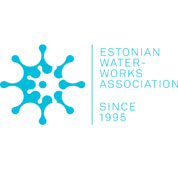 ESTONIAN
WATER-
WORKS
ASSOCIATION
SINCE
1995